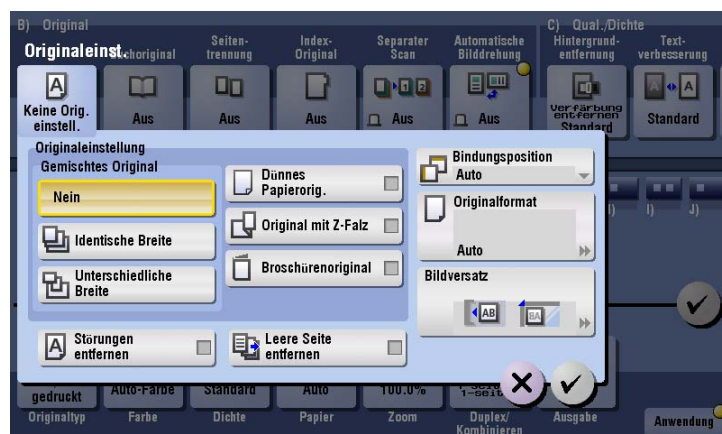 B) Original
C) Qual./Dichte
Originaleinst.
chhoriginal
Seiten-
trennung
Index-
Original
Separater
Scan
Automatische
Bilddrehung
Hintergrund-
entfernung
Text-
verbesserung
Keine Orig.
einstell.
Aus
Aus
Aus
Aus
Aus
Verfärbung
entfernen
Standard
Standard
Originaleinstellung
Gemischtes Original
Nein
Identische Breite
Unterschiedliche
Breite
Dünnes
Papierorig.
Original mit Z-Falz
Broschürenoriginal
Bindungsposition
Auto
Originalformat
Auto
Bildversatz
AB
BA
Störungen
entfernen
Leere Seite
entfernen
I)
J)
gedruckt
Auto-Farbe
Standard
Auto
100.0%
1-seit
Originaltyp
Farbe
Dichte
Papier
Zoom
Duplex/
Kombinieren
Ausgabe
Anwendung